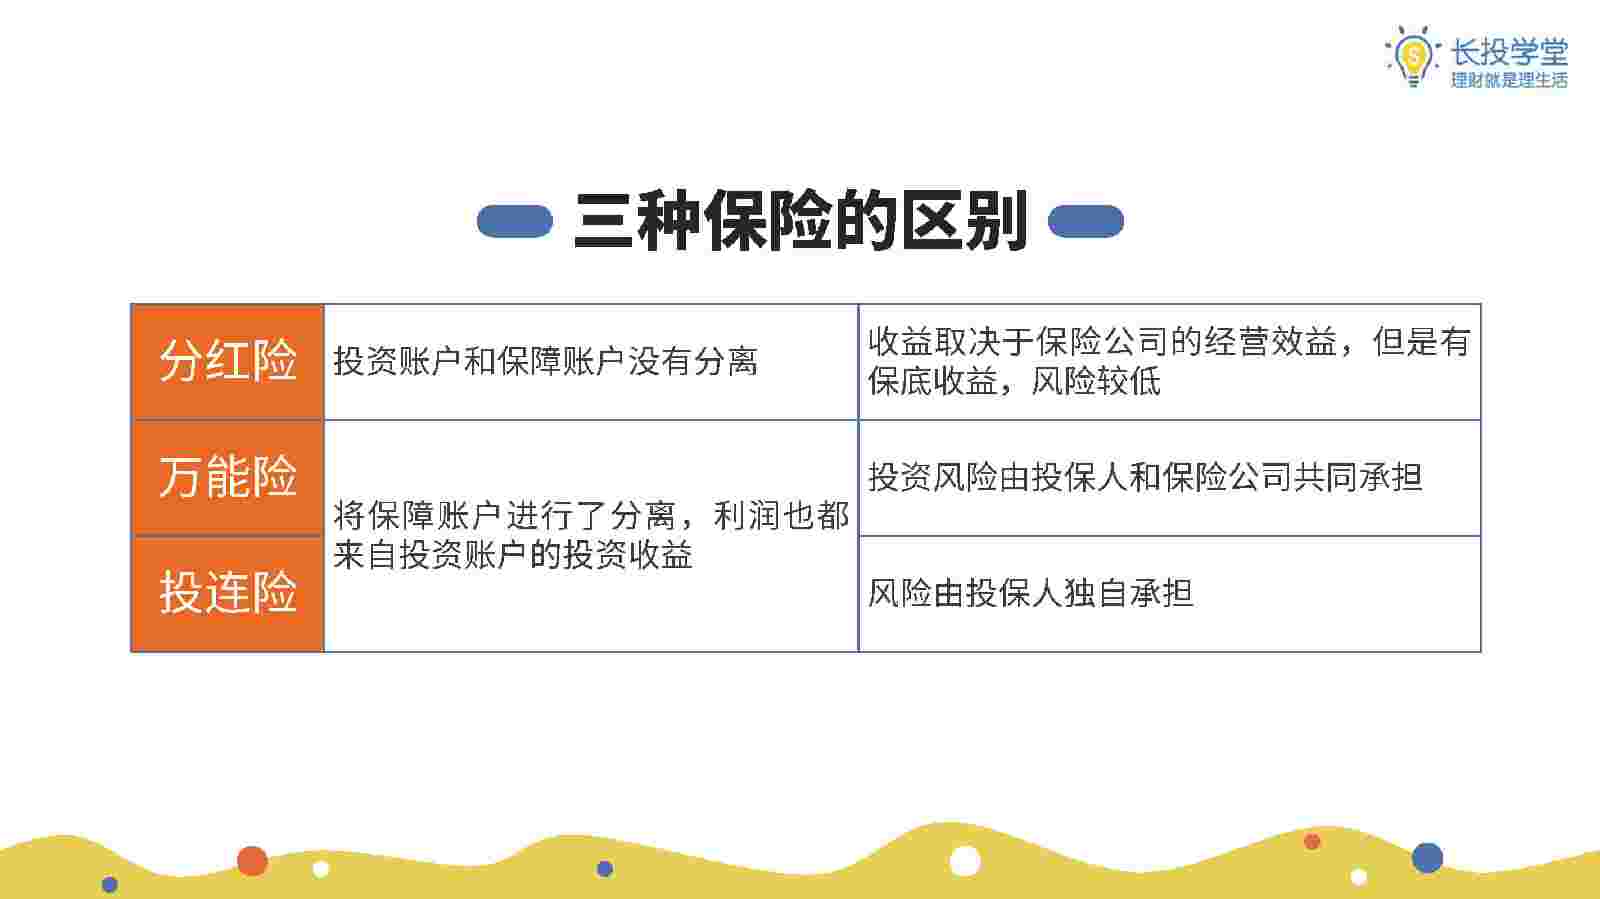 长投学堂
理财就是理生活
三种保险的区别
分红险
投资账户和保障账户没有分离
收益取决于保险公司的经营效益，但是有
保底收益，风险较低
万能险
将保障账户进行了分离，利润也都
来自投资账户的投资收益
投资风险由投保人和保险公司共同承担
投连险
风险由投保人独自承担